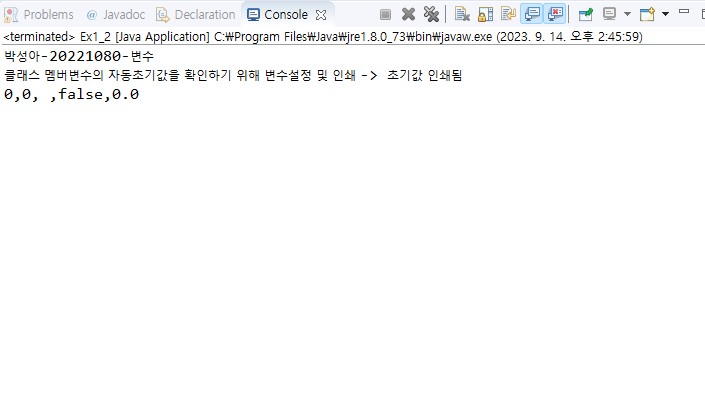 Problems @ Javadoc Declaration Console
<terminated> Ex1_2 [Java Application] C:₩Program Files₩Java₩jre1.8.0_73₩bin₩javaw.exe (2023. 9. 14. 오후 2:45:59)
박성아-20221080-변수
클래스 멤버변수의 자동초기값을 확인하기 위해 변수설정 및 인쇄 -> 초기값 인쇄됨
0,0, ,false,0.0